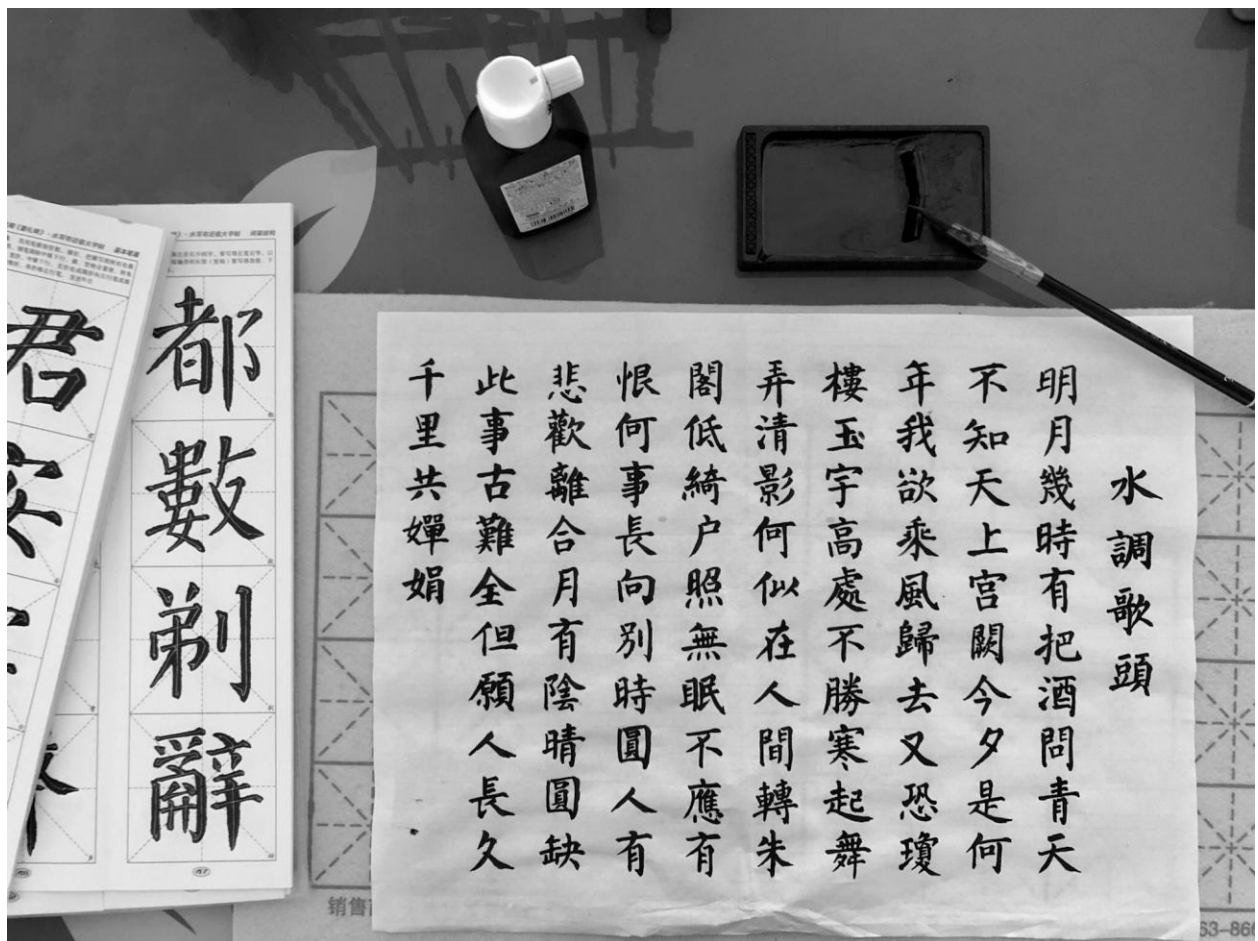 水調歌頭
明月幾時有把酒問青天
不知天上宮闕今夕是何
年我欲乘風歸去又恐瓊
樓玉宇高處不勝寒起舞
弄清影何似在人間轉朱
閣低綺户照無眠不應有
恨何事長向別時圓人有
悲歡離合月有陰晴圓缺
此事古難全但願人長久
千里共嬋娟
都
數
剃
辭
君
安
销售
63-860